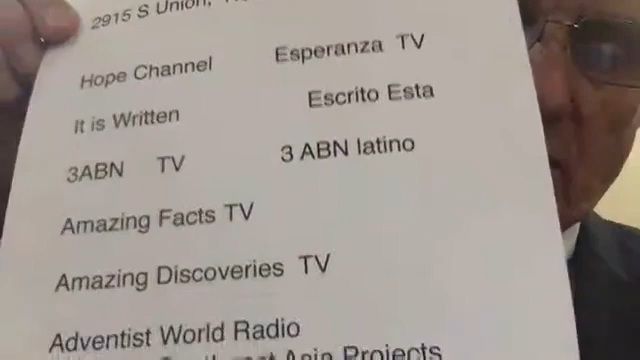 2915 S Union,
Hope Channel Esperanza TV
It is Written Escrito Esta
3ABN TV 3 ABN latino
Amazing Facts TV
Amazing Discoveries TV
Adventist World Radio
Asia Projects